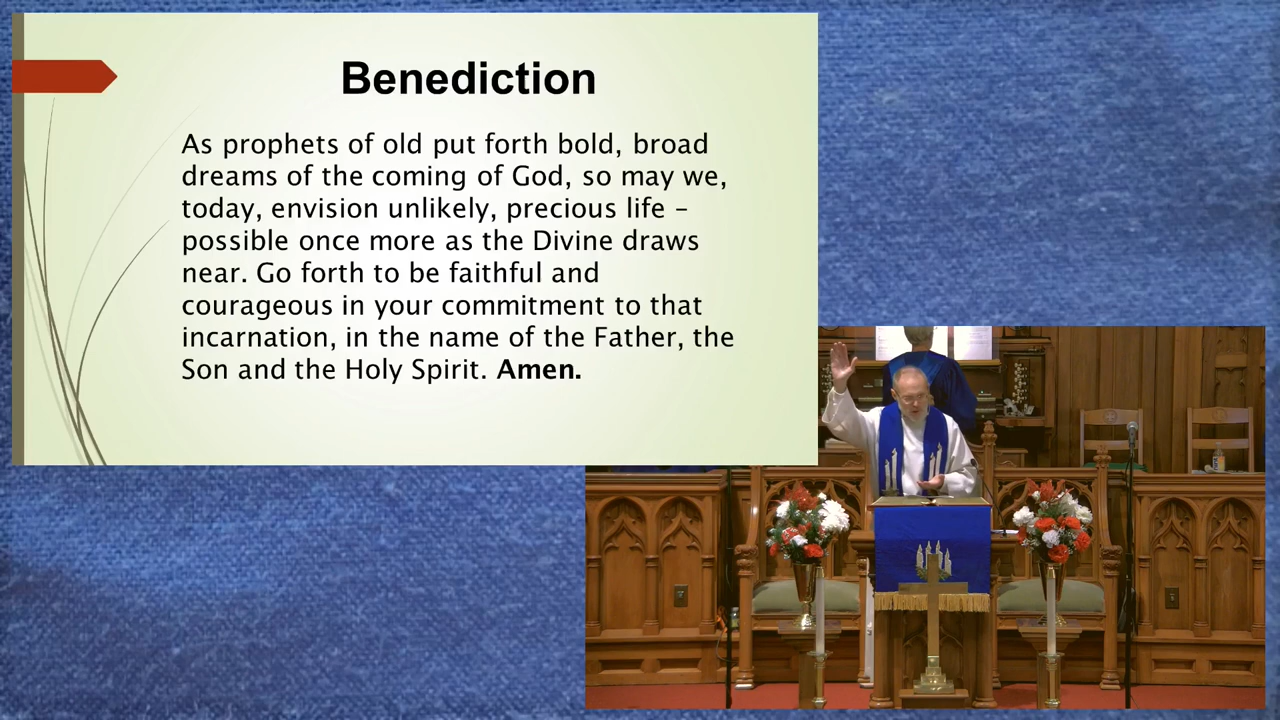 Benediction
As prophets of old put forth bold, broad
dreams of the coming of God, so may we,
today, envision unlikely, precious life –
possible once more as the Divine draws
near. Go forth to be faithful and
courageous in your commitment to that
incarnation, in the name of the Father, the
Son and the Holy Spirit. Amen.